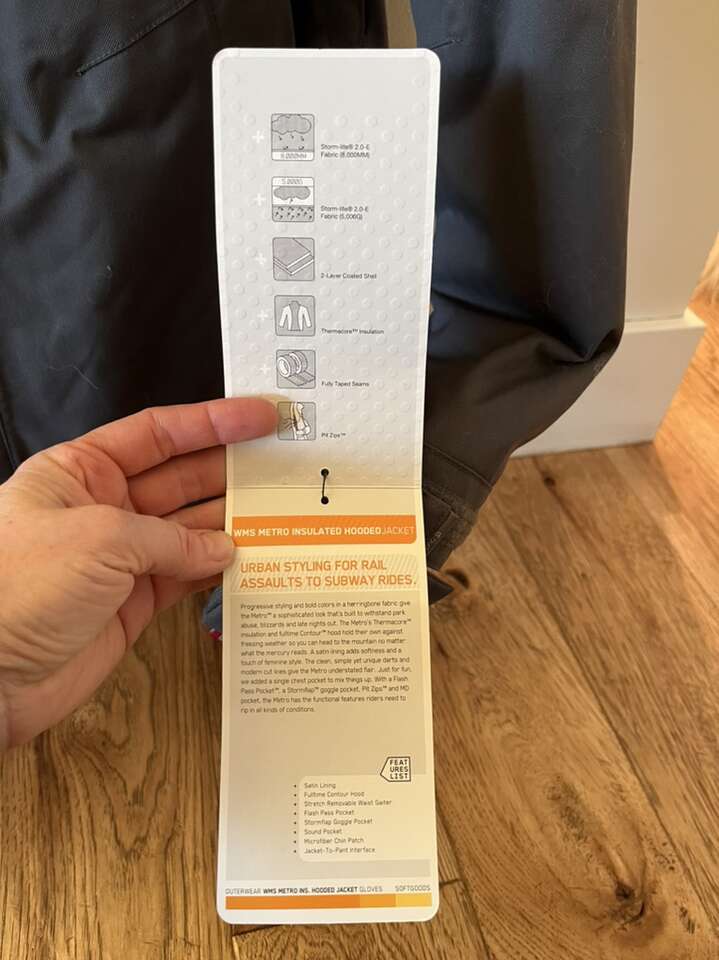 8,000MM
Storm-lite® 2.0-E
Fabric (8,000MM)
5,000G
Storm-lite® 2.0-E
Fabric (5,000G)
2-Layer Coated Shell
Thermacore™ Insulation
Fully Taped Seams
Pit Zips™
WMS METRO INSULATED HOODED JACKET
URBAN STYLING FOR RAIL
ASSAULTS TO SUBWAY RIDES.
Progressive styling and bold colors in a herringbone fabric give
the Metro™ a sophisticated look that's built to withstand park
abuse, blizzards and late nights out. The Metro's Thermacore™
insulation and fulltime Contour™ hood hold their own against
freezing weather so you can head to the mountain no matter
what the mercury reads. A satin lining adds softness and a
touch of feminine style. The clean, simple yet unique darts and
modern cut lines give the Metro understated flair. Just for fun,
we added a single chest pocket to mix things up. With a Flash
Pass Pocket™, a Stormflap™ goggle pocket, Pit Zips™ and MD
pocket, the Metro has the functional features riders need to
rip in all kinds of conditions.
FEAT
URES
LIST
• Satin Lining
• Fulltime Contour Hood
• Stretch Removable Waist Gaiter
• Flash Pass Pocket
• Stormflap Goggle Pocket
• Sound Pocket
• Microfiber Chin Patch
• Jacket-To-Pant Interface
OUTERWEAR WMS METRO INS. HOODED JACKET GLOVES SOFTGOODS